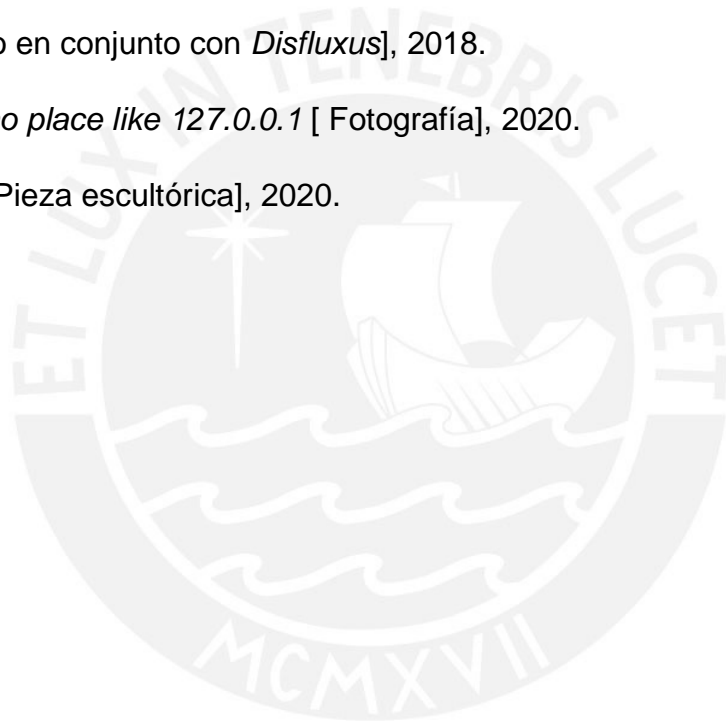 o en conjunto con Disfluxus], 2018.
o place like 127.0.0.1 [ Fotografía], 2020.
Pieza escultórica], 2020.
ET LUX IN TENEBRIS LUCET
MCMXVII